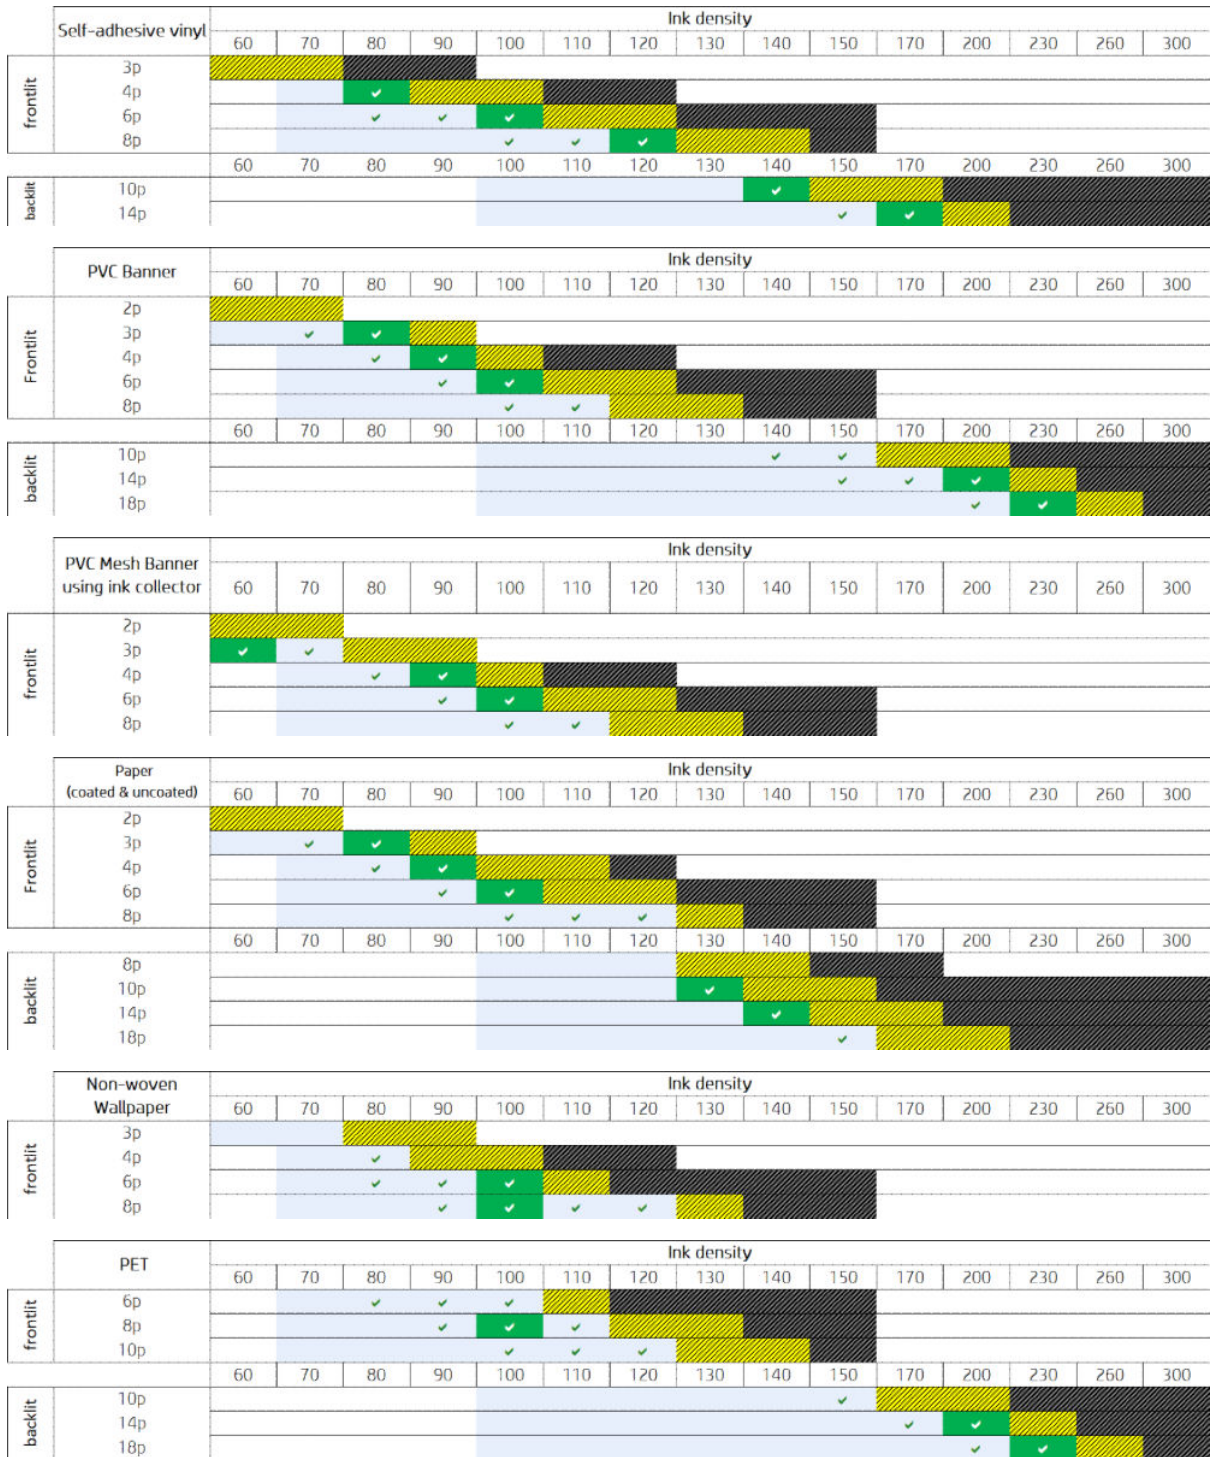 Ink density
Self-adhesive vinyl
60 70 80 90 100 110 120 130 140 150 170 200 230 260 300
frontlit
3p
4p
6p
8p
60 70 80 90 100 110 120 130 140 150 170 200 230 260 300
backlit
10p
14p
Ink density
PVC Banner
60 70 80 90 100 110 120 130 140 150 170 200 230 260 300
Frontlit
2p
3p
4p
6p
8p
60 70 80 90 100 110 120 130 140 150 170 200 230 260 300
backlit
10p
14p
18p
Ink density
PVC Mesh Banner
using ink collector
60 70 80 90 100 110 120 130 140 150 170 200 230 260 300
frontlit
2p
3p
4p
6p
8p
Ink density
Paper
(coated & uncoated)
60 70 80 90 100 110 120 130 140 150 170 200 230 260 300
Frontlit
2p
3p
4p
6p
8p
60 70 80 90 100 110 120 130 140 150 170 200 230 260 300
backlit
8p
10p
14p
18p
Ink density
Non-woven
Wallpaper
60 70 80 90 100 110 120 130 140 150 170 200 230 260 300
frontlit
3p
4p
6p
8p
Ink density
PET
60 70 80 90 100 110 120 130 140 150 170 200 230 260 300
frontlit
6p
8p
10p
60 70 80 90 100 110 120 130 140 150 170 200 230 260 300
backlit
10p
14p
18p